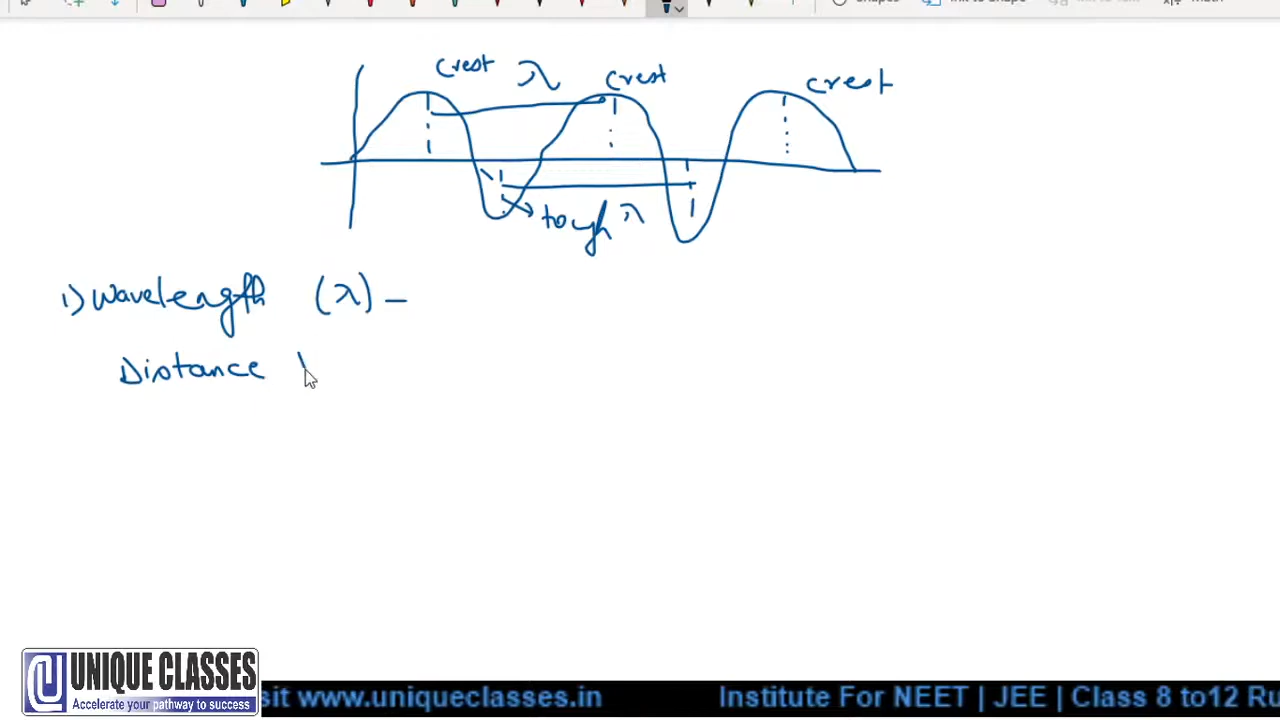 crest λ crest crest
tough λ
1) Wavelength (λ) –
Distance
UNIQUE CLASSES
Accelerate your pathway to success
sit www.uniqueclasses.in Institute For NEET | JEE | Class 8 to12 Ru